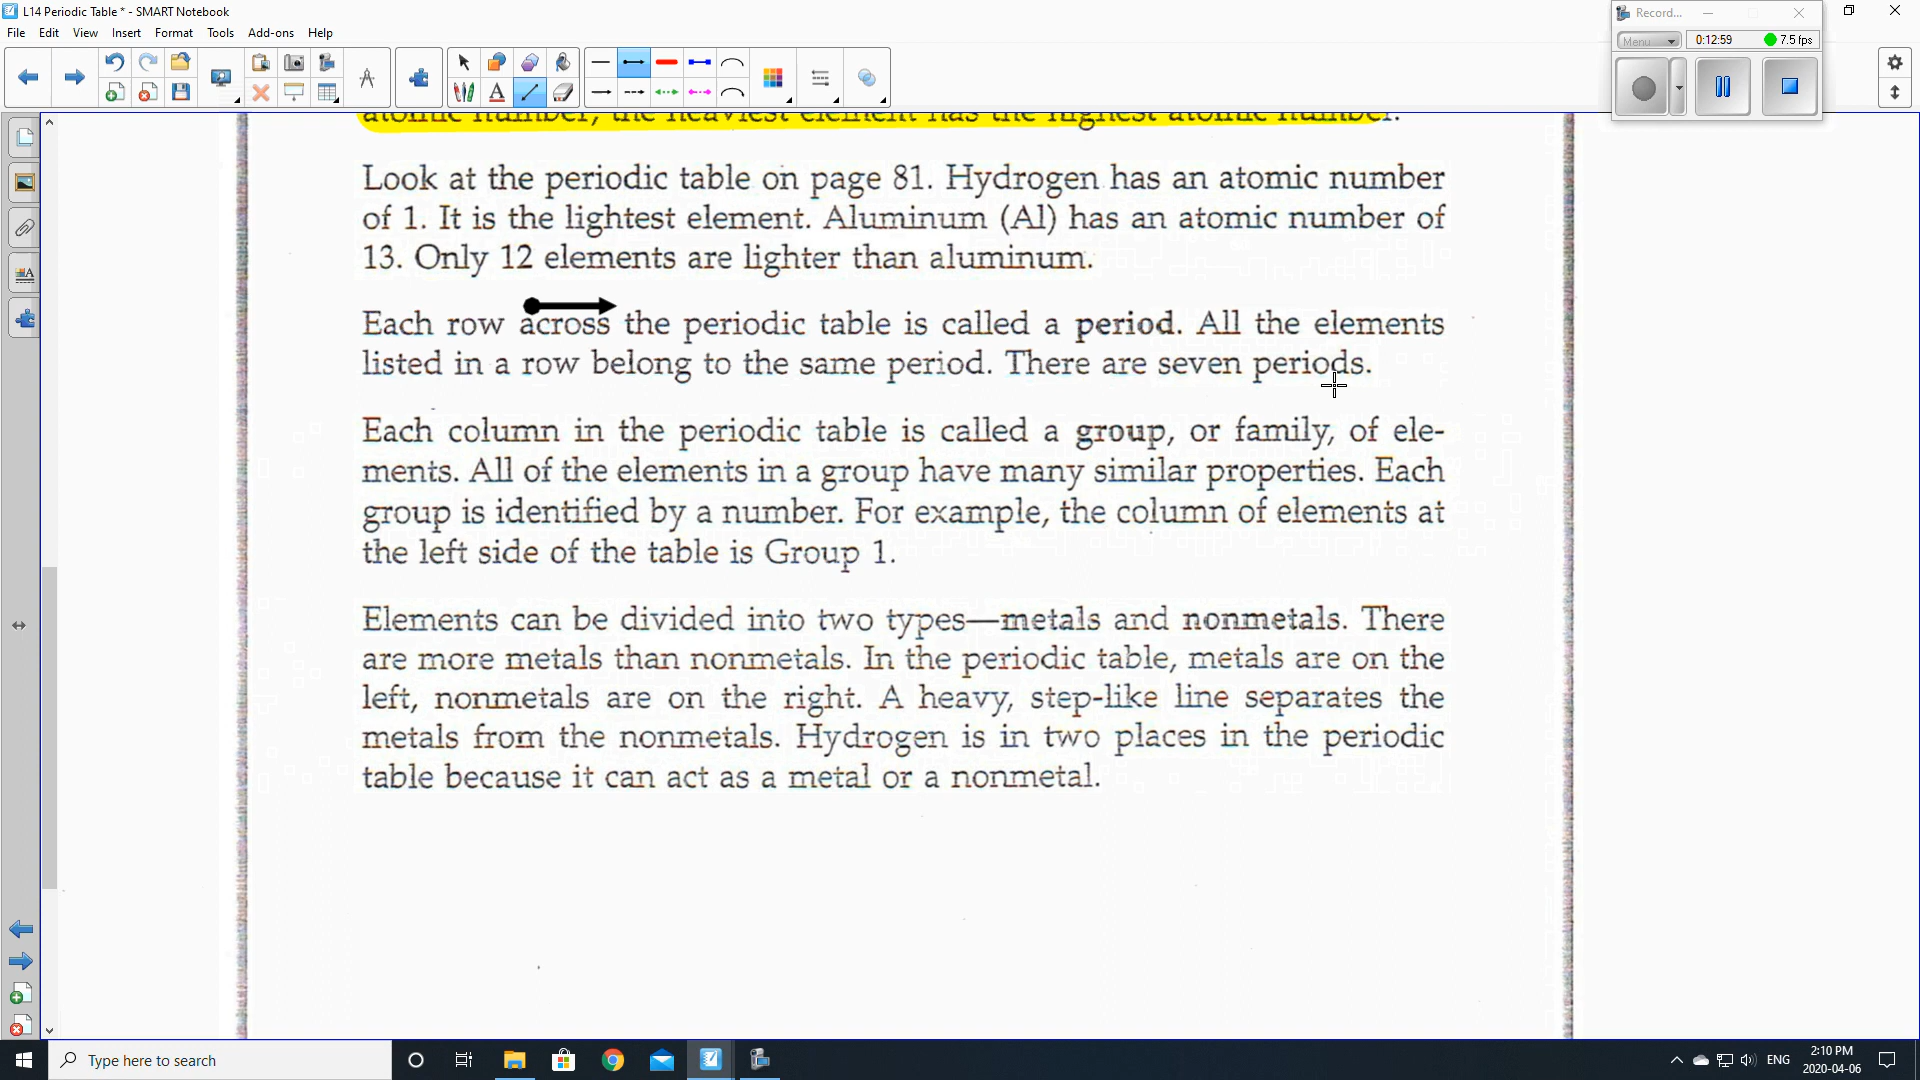 L14 Periodic Table * - SMART Notebook
Record...
File Edit View Insert Format Tools Add-ons Help
Menu 0:12:59 7.5 fps
atomic number, the heaviest element has the highest atomic number.
Look at the periodic table on page 81. Hydrogen has an atomic number
of 1. It is the lightest element. Aluminum (Al) has an atomic number of
13. Only 12 elements are lighter than aluminum.
Each row across the periodic table is called a period. All the elements
listed in a row belong to the same period. There are seven periods.
Each column in the periodic table is called a group, or family, of ele-
ments. All of the elements in a group have many similar properties. Each
group is identified by a number. For example, the column of elements at
the left side of the table is Group 1.
Elements can be divided into two types—metals and nonmetals. There
are more metals than nonmetals. In the periodic table, metals are on the
left, nonmetals are on the right. A heavy, step-like line separates the
metals from the nonmetals. Hydrogen is in two places in the periodic
table because it can act as a metal or a nonmetal.
Type here to search
ENG
2:10 PM
2020-04-06